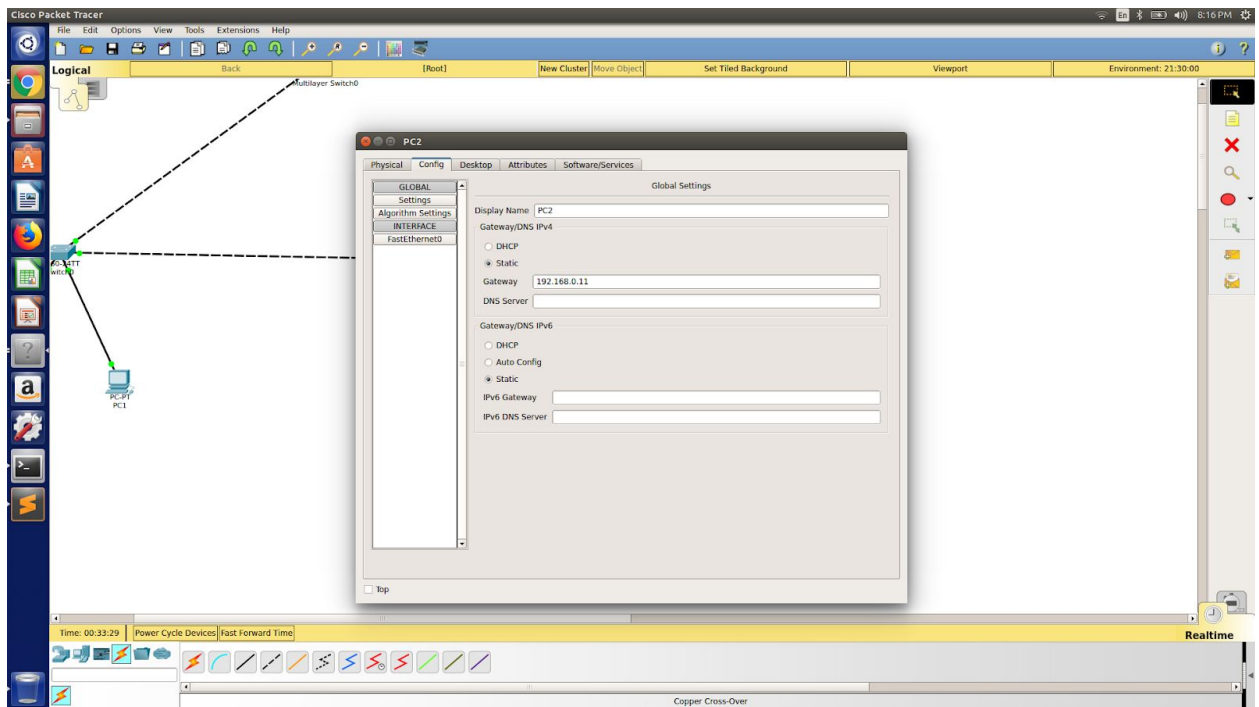 Cisco Packet Tracer
En
8:16 PM
File Edit Options View Tools Extensions Help
Logical
Back
[Root]
New Cluster
Move Object
Set Tiled Background
Viewport
Environment: 21:30:00
Multilayer Switch0
PC2
Physical Config Desktop Attributes Software/Services
GLOBAL
Settings
Algorithm Settings
INTERFACE
FastEthernet0
Global Settings
Display Name PC2
Gateway/DNS IPv4
DHCP
Static
Gateway 192.168.0.11
DNS Server
Gateway/DNS IPv6
DHCP
Auto Config
Static
IPv6 Gateway
IPv6 DNS Server
Top
PC-PT
PC1
Time: 00:33:29
Power Cycle Devices
Fast Forward Time
Realtime
Copper Cross-Over